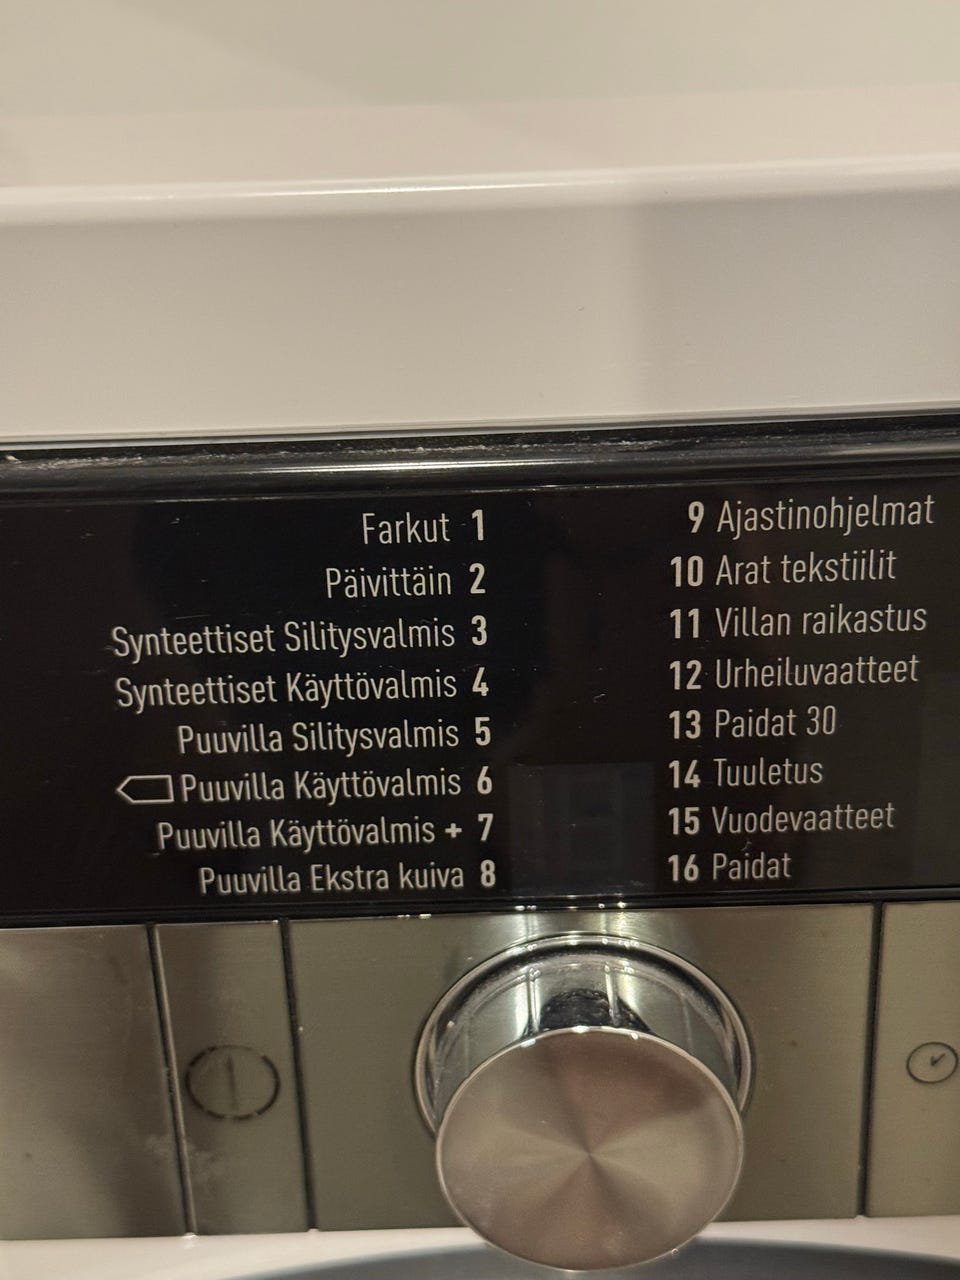 Farkut 1
Päivittäin 2
Synteettiset Silitysvalmis 3
Synteettiset Käyttövalmis 4
Puuvilla Silitysvalmis 5
Puuvilla Käyttövalmis 6
Puuvilla Käyttövalmis + 7
Puuvilla Ekstra kuiva 8
9 Ajastinohjelmat
10 Arat tekstiilit
11 Villan raikastus
12 Urheiluvaatteet
13 Paidat 30
14 Tuuletus
15 Vuodevaatteet
16 Paidat